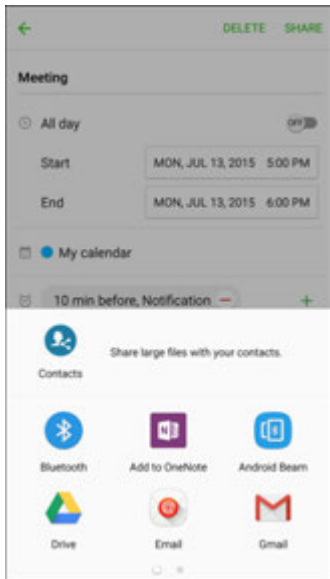 DELETE SHARE
Meeting
All day OFF
Start MON, JUL 13, 2015 5:00 PM
End MON, JUL 13, 2015 6:00 PM
My calendar
10 min before, Notification
Share large files with your contacts.
Contacts
Bluetooth Add to OneNote Android Beam
Drive Email Gmail